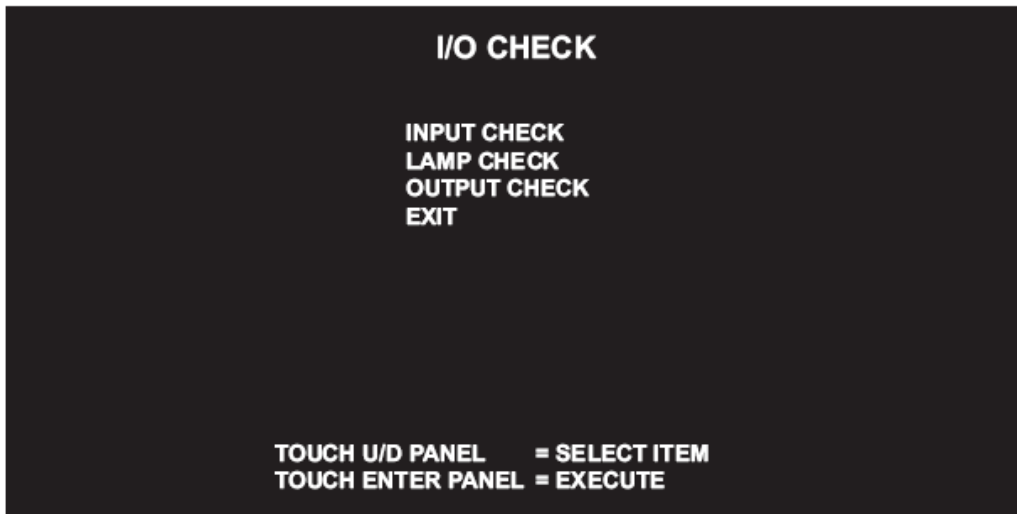 I/O CHECK
INPUT CHECK
LAMP CHECK
OUTPUT CHECK
EXIT
TOUCH U/D PANEL = SELECT ITEM
TOUCH ENTER PANEL = EXECUTE